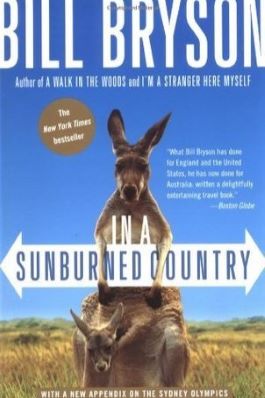 BILL BRYSON
Author of A WALK IN THE WOODS and I'M A STRANGER HERE MYSELF
The
New York Times
bestseller
"What Bill Bryson has done
for England and the United
States, he has now done for
Australia: written a delightfully
entertaining travel book."
—Boston Globe
IN A
SUNBURNED COUNTRY
WITH A NEW APPENDIX ON THE SYDNEY OLYMPICS